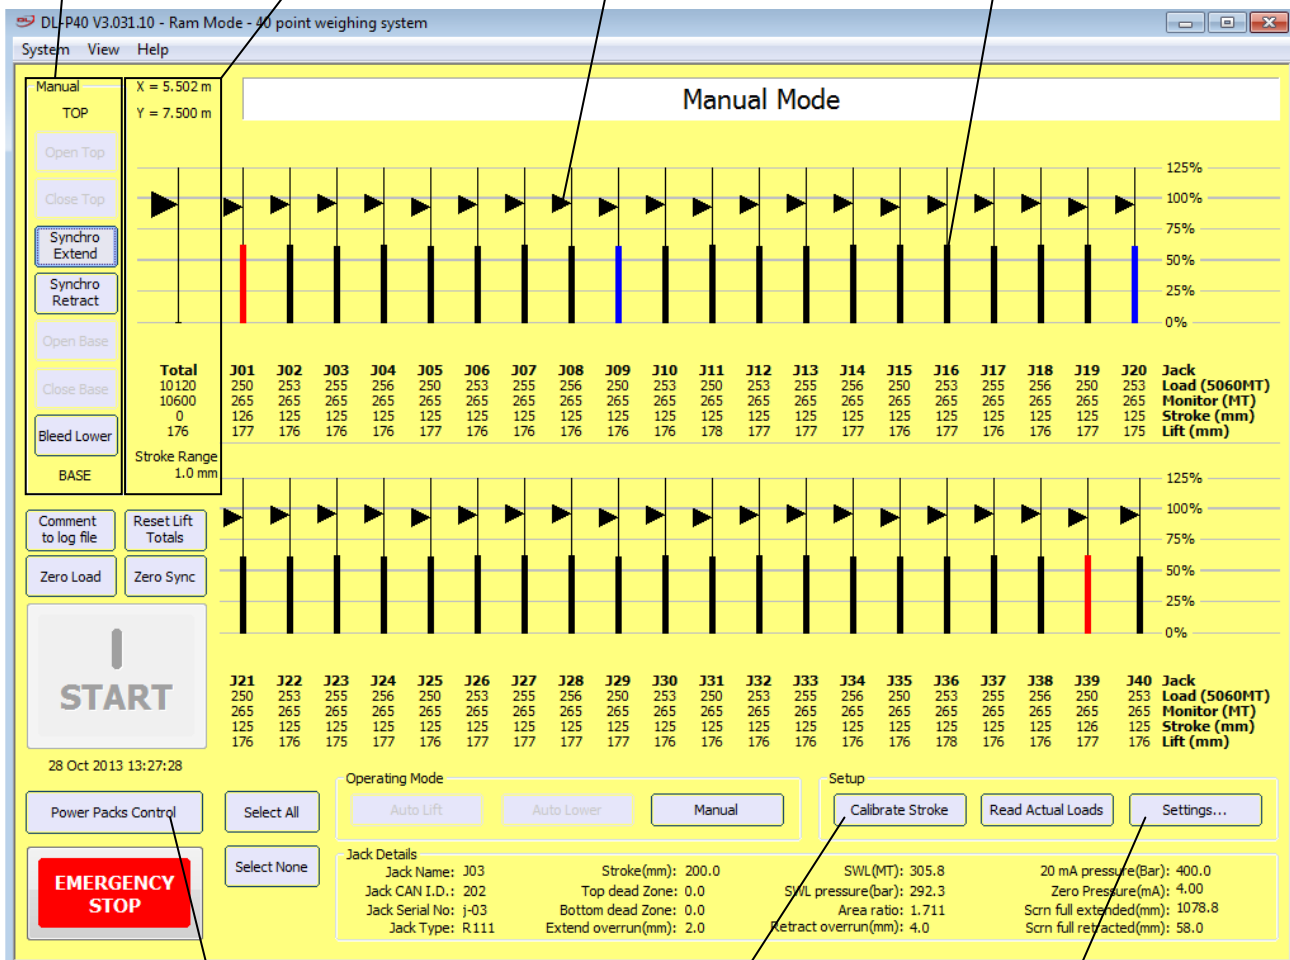 DL-P40 V3.031.10 - Ram Mode - 40 point weighing system
System View Help
Manual
TOP
Open Top
Close Top
Synchro
Extend
Synchro
Retract
Open Base
Close Base
Bleed Lower
BASE
X = 5.502 m
Y = 7.500 m
Manual Mode
125%
100%
75%
50%
25%
0%
Total J01 J02 J03 J04 J05 J06 J07 J08 J09 J10 J11 J12 J13 J14 J15 J16 J17 J18 J19 J20 Jack
10120 250 253 255 256 250 253 255 256 250 253 250 253 255 256 250 253 255 256 250 253 Load (5060MT)
10600 265 265 265 265 265 265 265 265 265 265 265 265 265 265 265 265 265 265 265 265 Monitor (MT)
0 126 125 125 125 125 125 125 125 125 125 125 125 125 125 125 125 125 125 125 125 Stroke (mm)
176 177 176 176 176 177 176 177 176 176 176 178 177 177 177 176 177 176 176 177 175 Lift (mm)
Stroke Range
1.0 mm
125%
100%
75%
50%
25%
0%
J21 J22 J23 J24 J25 J26 J27 J28 J29 J30 J31 J32 J33 J34 J35 J36 J37 J38 J39 J40 Jack
250 253 255 256 250 253 255 256 250 253 250 253 255 256 250 253 255 256 250 253 Load (5060MT)
265 265 265 265 265 265 265 265 265 265 265 265 265 265 265 265 265 265 265 265 Monitor (MT)
125 125 125 125 125 125 125 125 125 125 125 125 125 125 125 125 125 125 126 125 Stroke (mm)
176 176 175 177 176 177 177 177 176 176 176 176 176 176 176 178 176 176 177 176 Lift (mm)
Comment
to log file
Reset Lift
Totals
Zero Load
Zero Sync
START
28 Oct 2013 13:27:28
Power Packs Control
EMERGENCY
STOP
Select All
Select None
Operating Mode
Auto Lift
Auto Lower
Manual
Setup
Calibrate Stroke
Read Actual Loads
Settings...
Jack Details
Jack Name: J03 Stroke(mm): 200.0 SWL(MT): 305.8 20 mA pressure(Bar): 400.0
Jack CAN I.D.: 202 Top dead Zone: 0.0 SWL pressure(bar): 292.3 Zero Pressure(mA): 4.00
Jack Serial No: j-03 Bottom dead Zone: 0.0 Area ratio: 1.711 Scrn full extended(mm): 1078.8
Jack Type: R111 Extend overrun(mm): 2.0 Retract overrun(mm): 4.0 Scrn full retracted(mm): 58.0